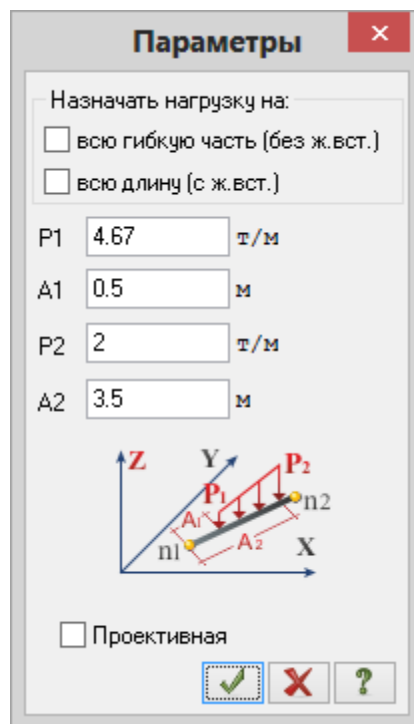 Параметры
Назначать нагрузку на:
всю гибкую часть (без ж.вст.)
всю длину (с ж.вст.)
P1 4.67 т/м
A1 0.5 м
P2 2 т/м
A2 3.5 м
Z Y P2
P1 n2
A1
n1 A2 X
Проективная
?